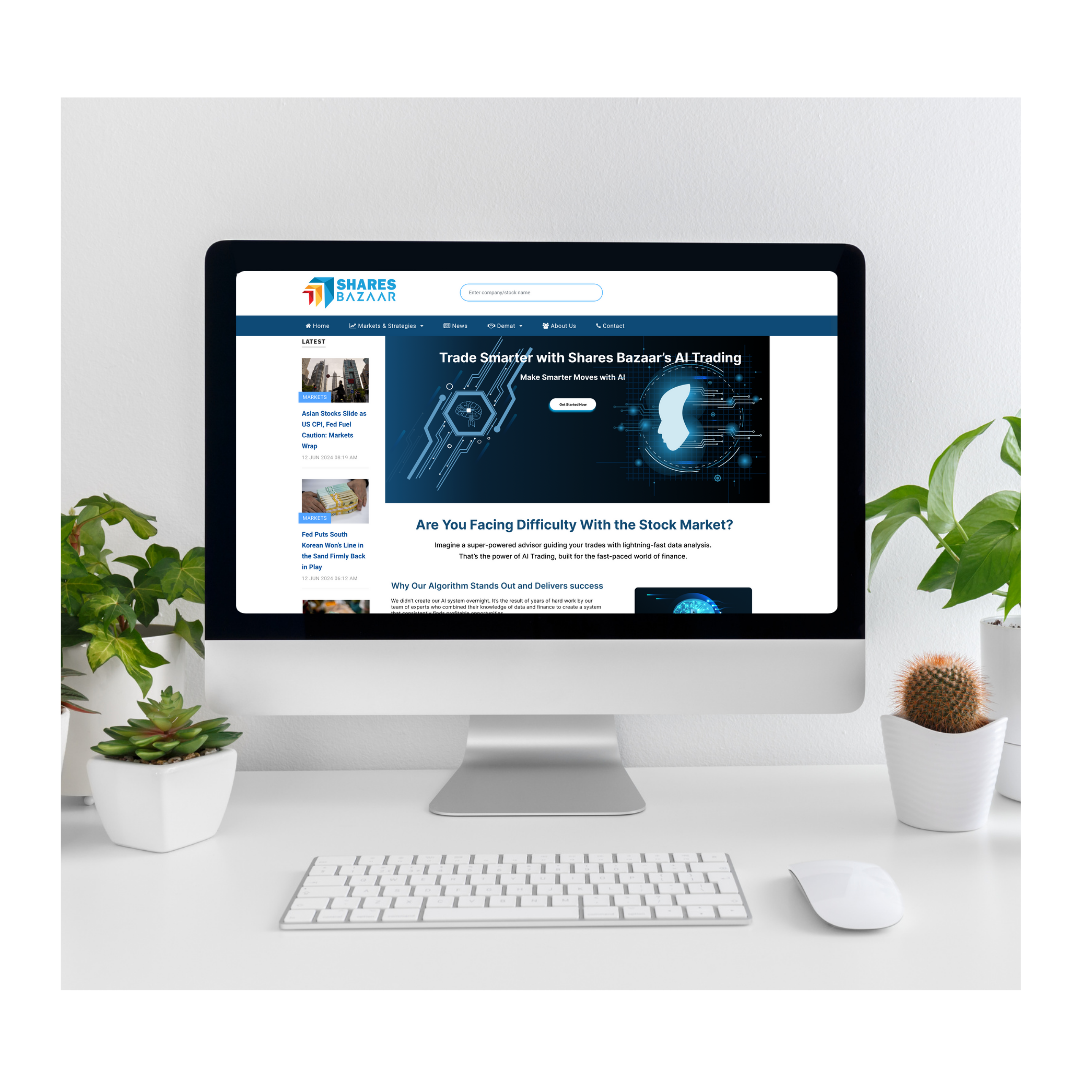 SHARES
BAZAAR
Enter company/stock name
Home
Markets & Strategies
News
Demat
About Us
Contact
LATEST
MARKETS
Asian Stocks Slide as
US CPI, Fed Fuel
Caution: Markets
Wrap
12 JUN 2024 08:19 AM
MARKETS
Fed Puts South
Korean Won's Line in
the Sand Firmly Back
in Play
12 JUN 2024 06:12 AM
Trade Smarter with Shares Bazaar's AI Trading
Make Smarter Moves with AI
Get Started Now
Are You Facing Difficulty With the Stock Market?
Imagine a super-powered advisor guiding your trades with lightning-fast data analysis.
That's the power of AI Trading, built for the fast-paced world of finance.
Why Our Algorithm Stands Out and Delivers success
We didn't create our AI system overnight. It's the result of years of hard work by our
team of experts who combined their knowledge of data and finance to create a system